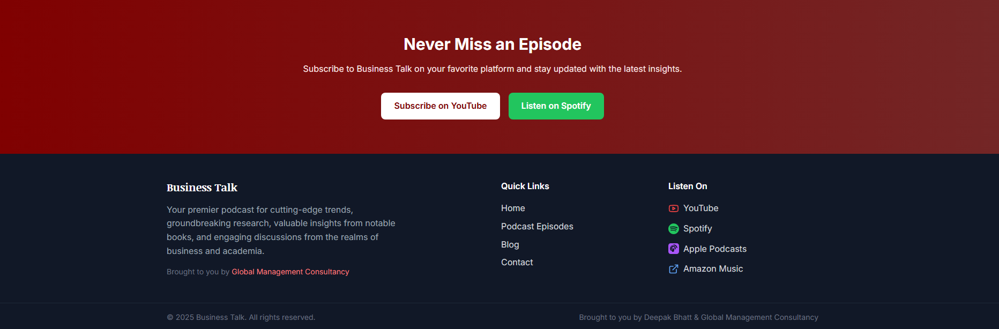 Never Miss an Episode
Subscribe to Business Talk on your favorite platform and stay updated with the latest insights.
Subscribe on YouTube
Listen on Spotify
Business Talk
Your premier podcast for cutting-edge trends,
groundbreaking research, valuable insights from notable
books, and engaging discussions from the realms of
business and academia.
Brought to you by Global Management Consultancy
Quick Links
Home
Podcast Episodes
Blog
Contact
Listen On
YouTube
Spotify
Apple Podcasts
Amazon Music
© 2025 Business Talk. All rights reserved.
Brought to you by Deepak Bhatt & Global Management Consultancy